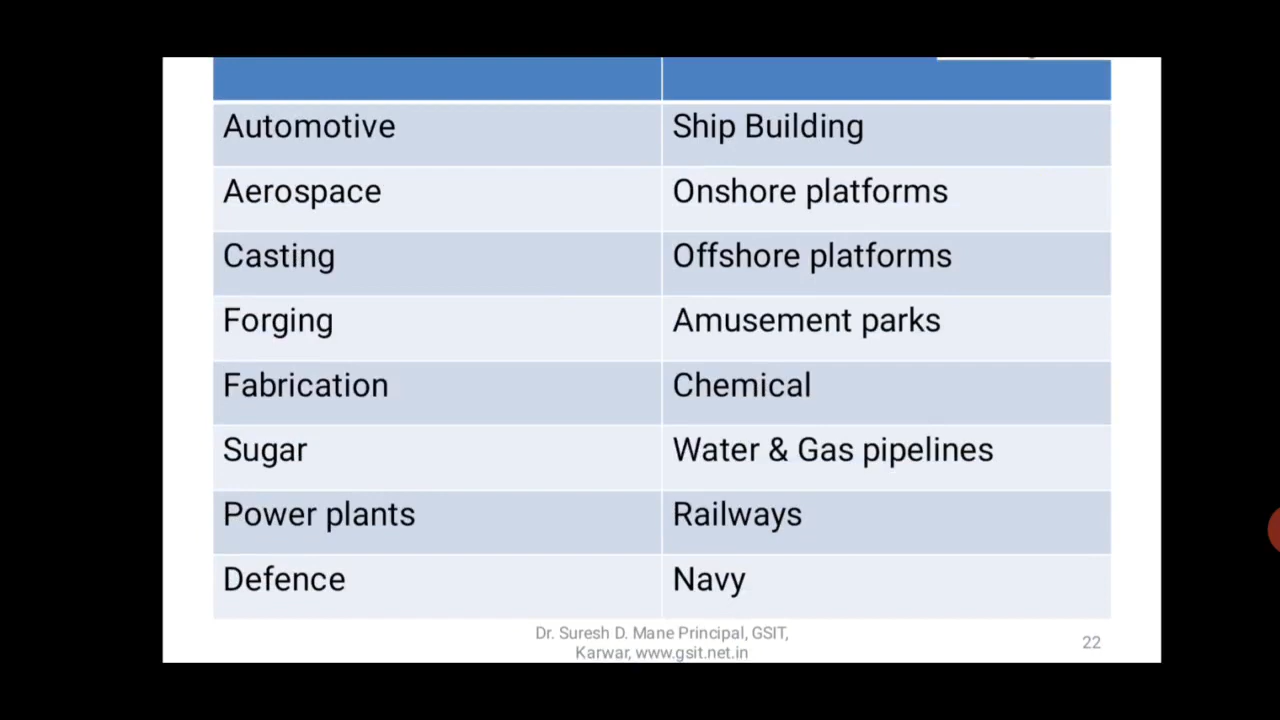 Automotive Ship Building
Aerospace Onshore platforms
Casting Offshore platforms
Forging Amusement parks
Fabrication Chemical
Sugar Water & Gas pipelines
Power plants Railways
Defence Navy
Dr. Suresh D. Mane Principal, GSIT,
Karwar, www.gsit.net.in
22